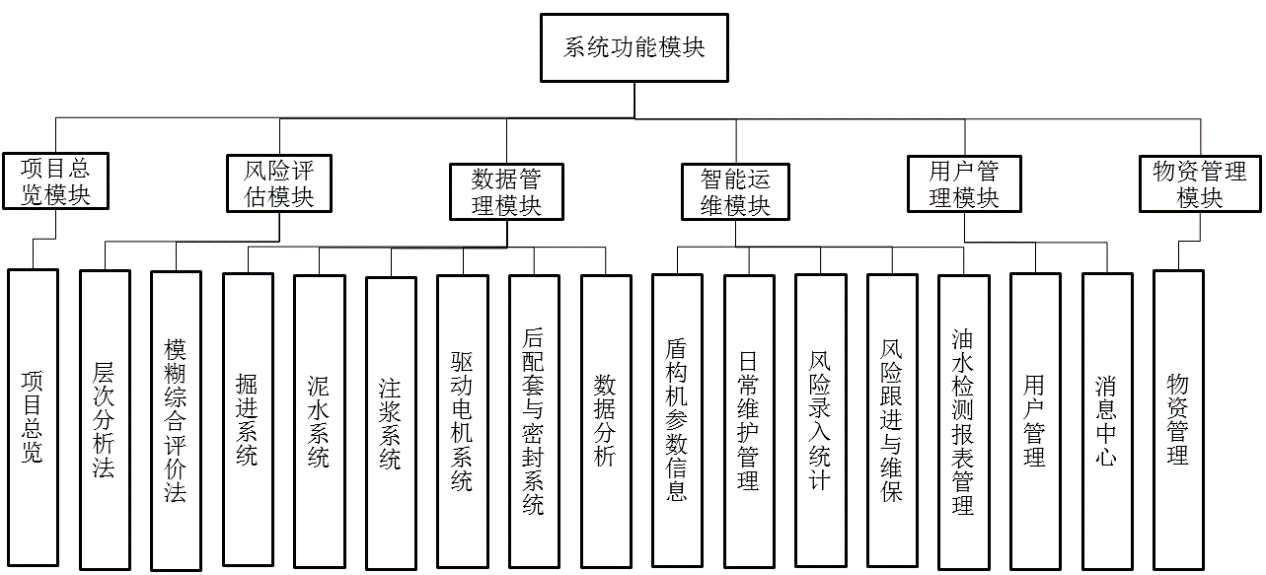 系统功能模块
项目总
览模块
风险评
估模块
数据管
理模块
智能运
维模块
用户管
理模块
物资管理
模块
项目总览
层次分析法
模糊综合评价法
掘进系统
泥水系统
注浆系统
驱动电机系统
后配套与密封系统
数据分析
盾构机参数信息
日常维护管理
风险录入统计
风险跟进与维保
油水检测报表管理
用户管理
消息中心
物资管理